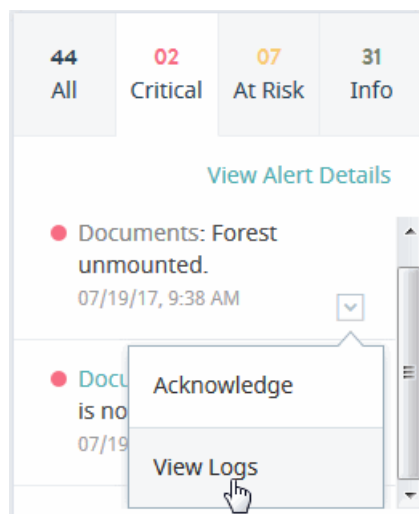 44 02 07 31
All Critical At Risk Info
View Alert Details
Documents: Forest
unmounted.
07/19/17, 9:38 AM
Acknowledge
is no
07/19
View Logs